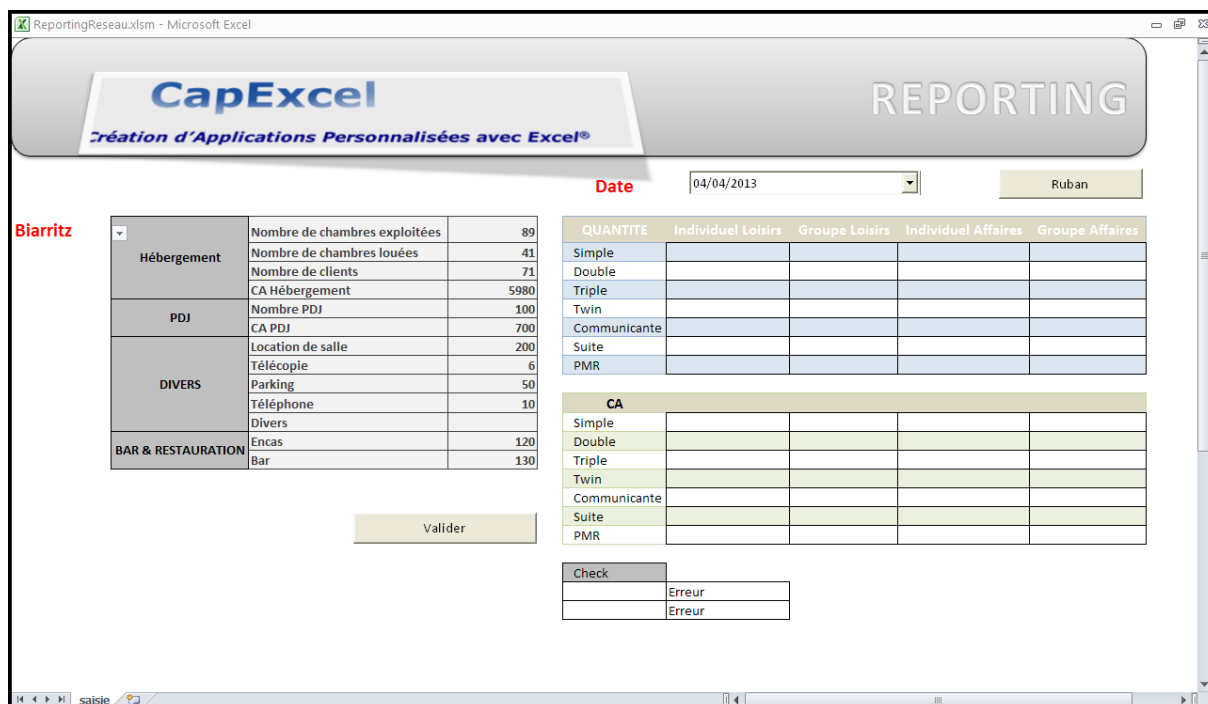 ReportingReseau.xlsm - Microsoft Excel
CapExcel
Création d'Applications Personnalisées avec Excel®
REPORTING
Date 04/04/2013 Ruban
Biarritz
Hébergement
Nombre de chambres exploitées 89
Nombre de chambres louées 41
Nombre de clients 71
CA Hébergement 5980
PDJ
Nombre PDJ 100
CA PDJ 700
DIVERS
Location de salle 200
Télécopie 6
Parking 50
Téléphone 10
Divers
BAR & RESTAURATION
Encas 120
Bar 130
Valider
QUANTITE Individuel Loisirs Groupe Loisirs Individuel Affaires Groupe Affaires
Simple
Double
Triple
Twin
Communicante
Suite
PMR
CA
Simple
Double
Triple
Twin
Communicante
Suite
PMR
Check
Erreur
Erreur
saisie